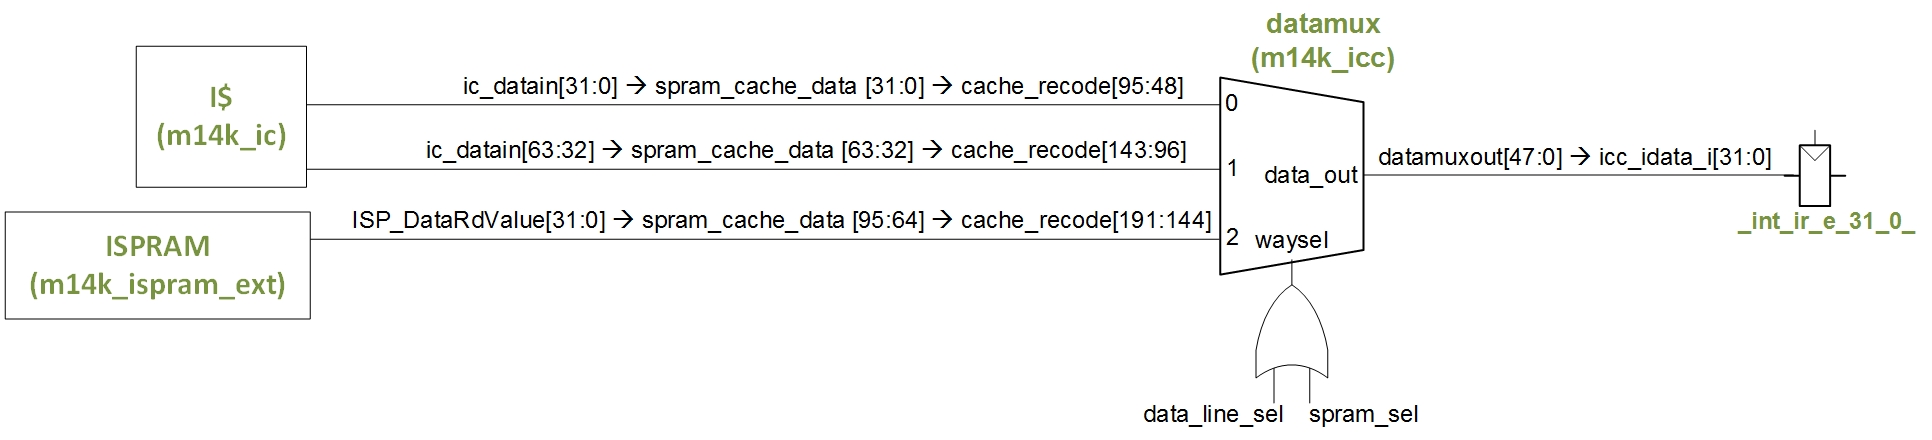 datamux
(m14k_icc)
I$
(m14k_ic)
ic_datain[31:0] → spram_cache_data [31:0] → cache_recode[95:48]
0
ic_datain[63:32] → spram_cache_data [63:32] → cache_recode[143:96]
1
data_out
datamuxout[47:0] → icc_idata_i[31:0]
_int_ir_e_31_0_
ISPRAM
(m14k_ispram_ext)
ISP_DataRdValue[31:0] → spram_cache_data [95:64] → cache_recode[191:144]
2
waysel
data_line_sel
spram_sel